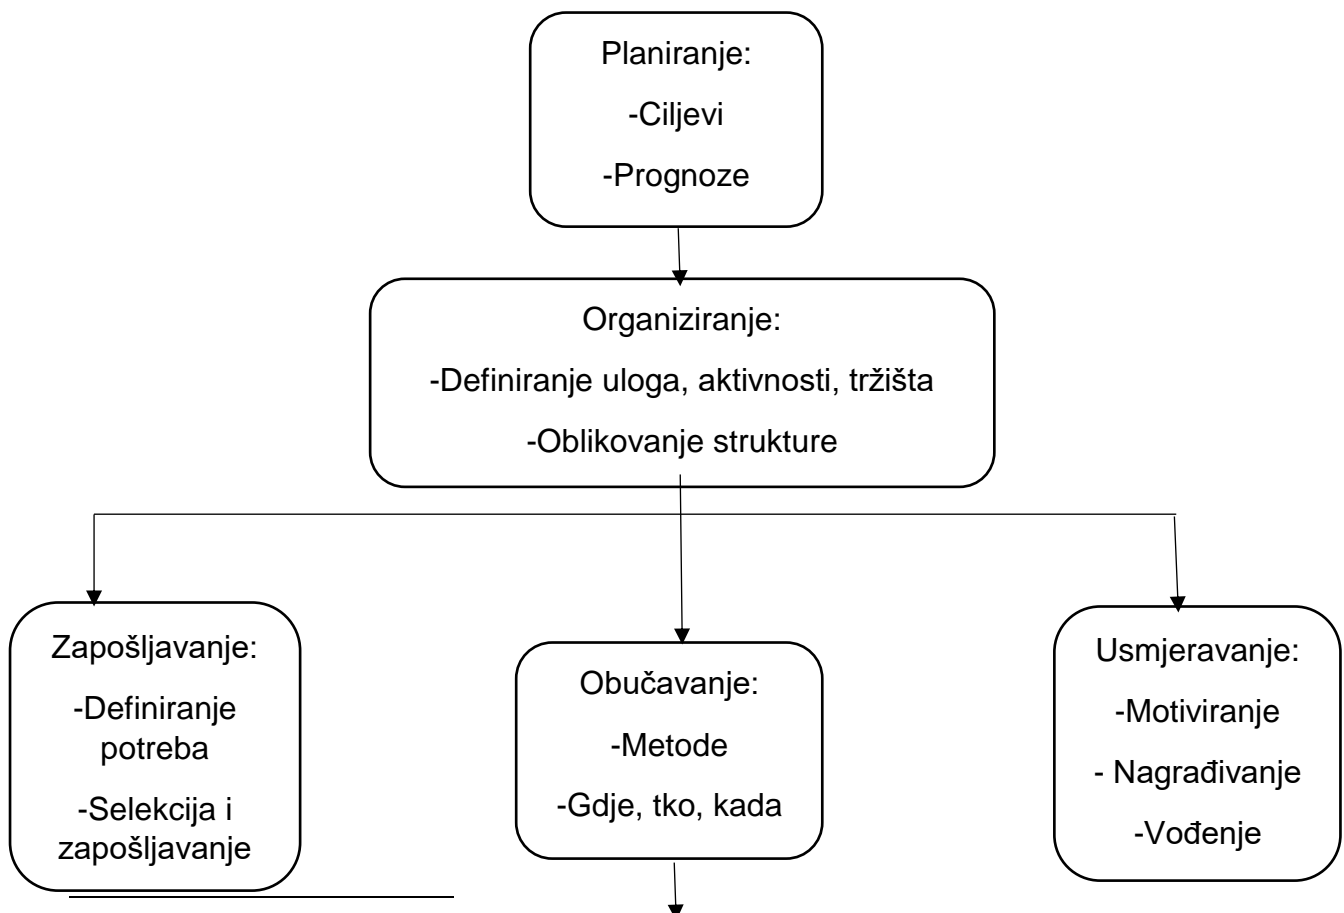 Planiranje:
-Ciljevi
-Prognoze
Organiziranje:
-Definiranje uloga, aktivnosti, tržišta
-Oblikovanje strukture
Zapošljavanje:
-Definiranje
potreba
-Selekcija i
zapošljavanje
Obučavanje:
-Metode
-Gdje, tko, kada
Usmjeravanje:
-Motiviranje
- Nagrađivanje
-Vođenje